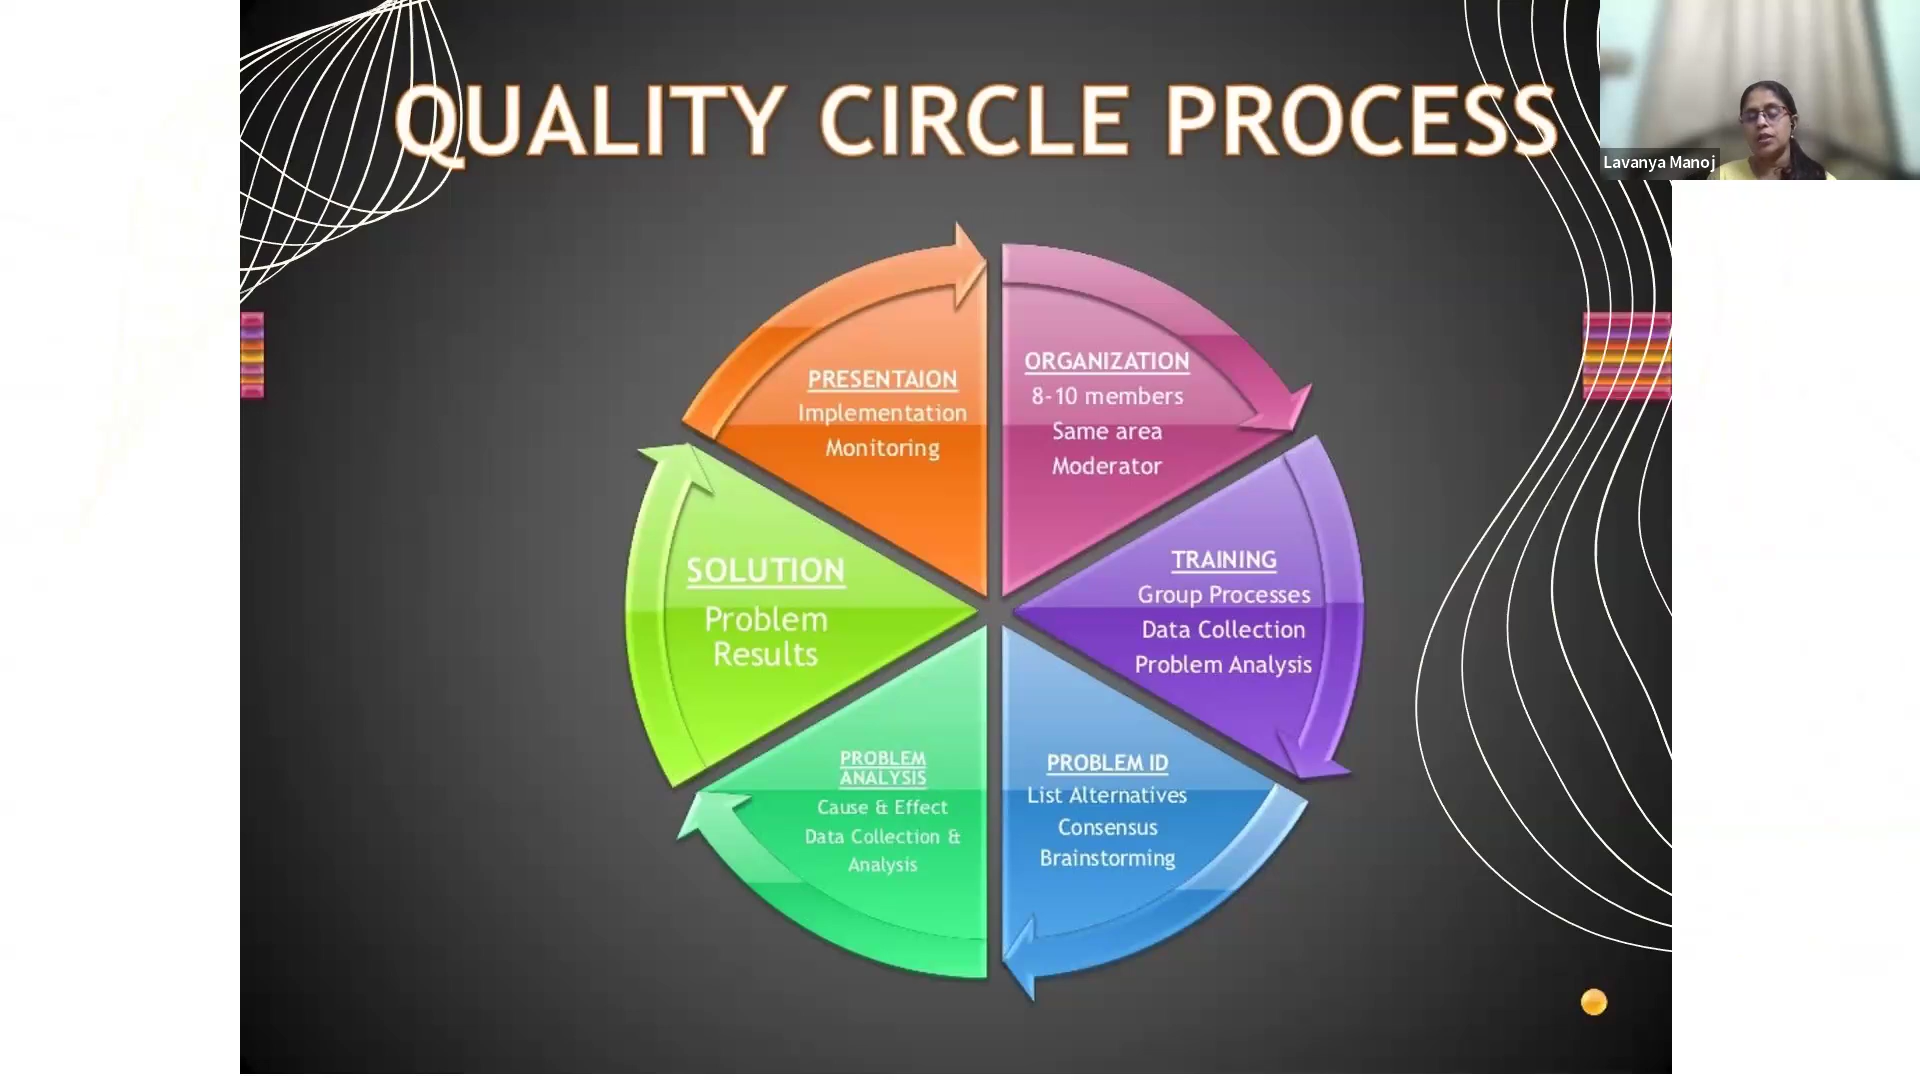 QUALITY CIRCLE PROCESS
Lavanya Manoj
ORGANIZATION
8-10 members
Same area
Moderator
TRAINING
Group Processes
Data Collection
Problem Analysis
PROBLEM ID
List Alternatives
Consensus
Brainstorming
PROBLEM
ANALYSIS
Cause & Effect
Data Collection &
Analysis
SOLUTION
Problem
Results
PRESENTAION
Implementation
Monitoring